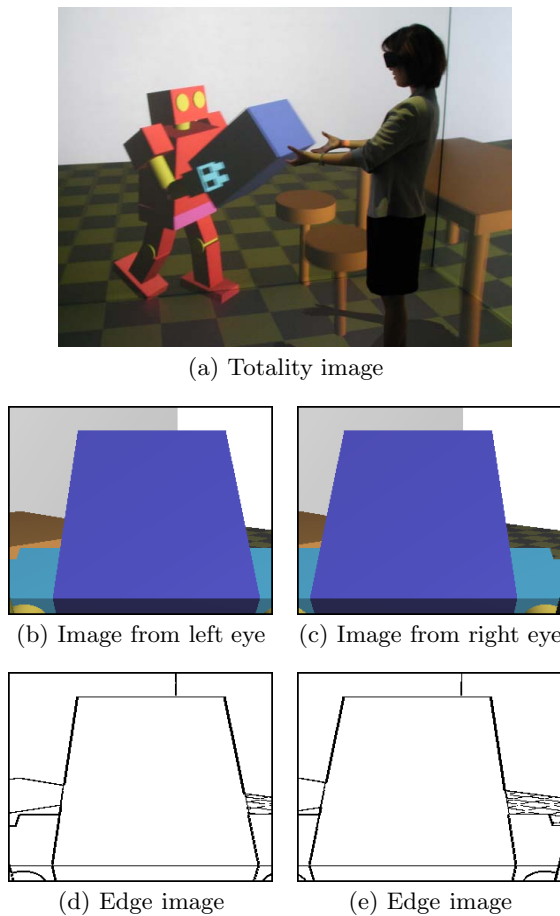 (a) Totality image
(b) Image from left eye
(c) Image from right eye
(d) Edge image
(e) Edge image